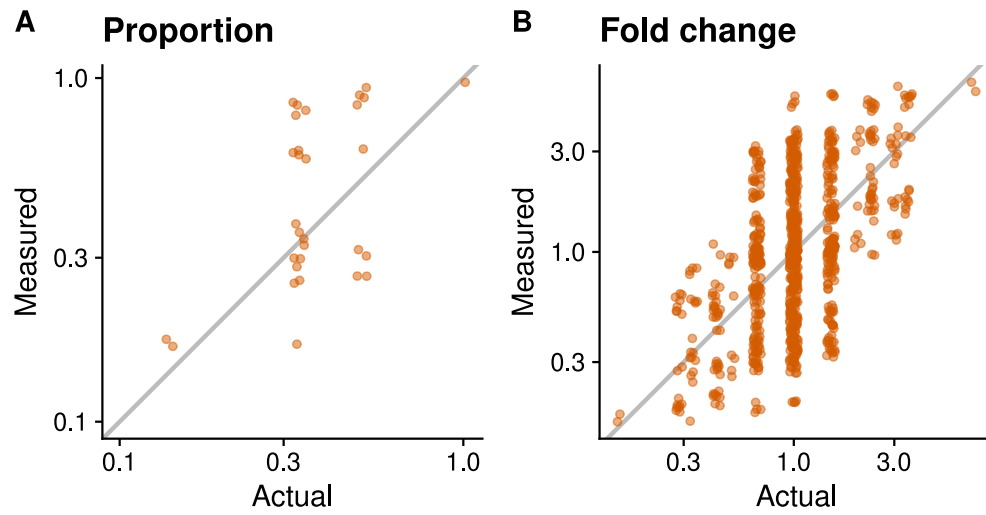 A Proportion
1.0
0.3
0.1
0.1 0.3 1.0
Measured
Actual
B Fold change
3.0
1.0
0.3
0.3 1.0 3.0
Measured
Actual